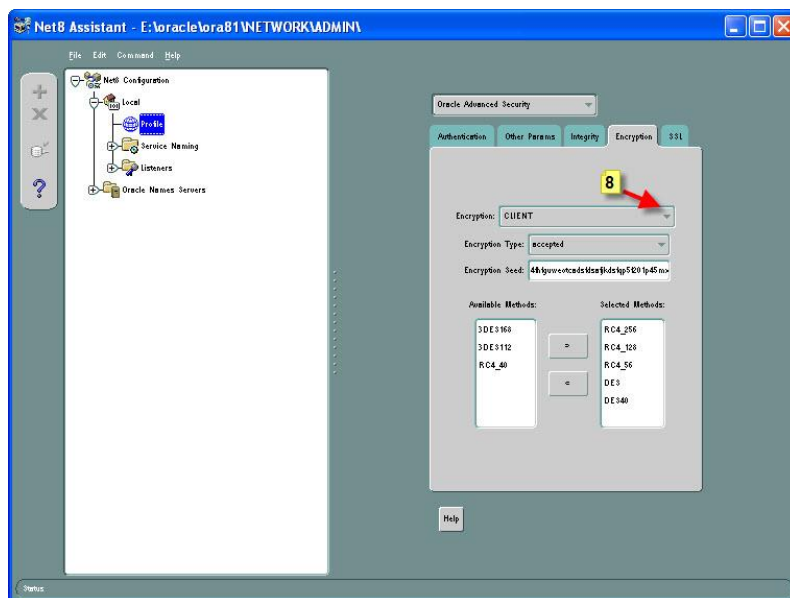 Net8 Assistant - E:\oracle\ora81\NETWORK\ADMIN\
File Edit Command Help
Net8 Configuration
Local
Profile
Service Naming
Listeners
Oracle Names Servers
Oracle Advanced Security
Authentication Other Params Integrity Encryption SSL
8
Encryption: CLIENT
Encryption Type: accepted
Encryption Seed:
Available Methods: Selected Methods:
3DES168 RC4_256
3DES112 > RC4_128
RC4_40 RC4_56
< DES
DES40
Help
Status: